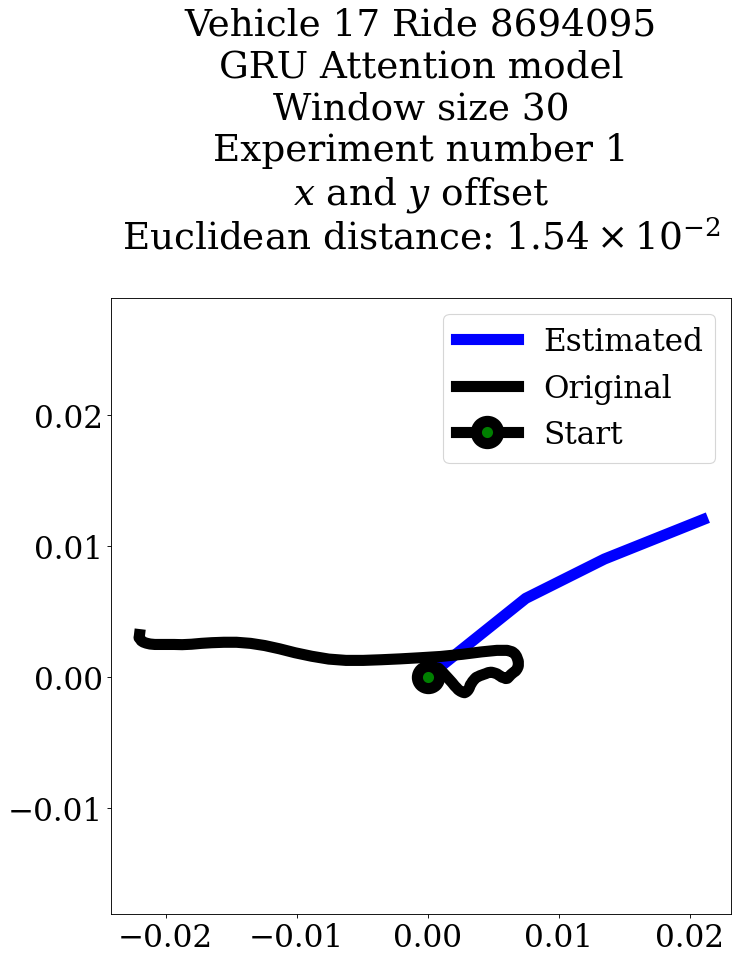 Vehicle 17 Ride 8694095
GRU Attention model
Window size 30
Experiment number 1
x and y offset
Euclidean distance: 1.54 × 10⁻²
Estimated
Original
Start
0.02
0.01
0.00
−0.01
−0.02 −0.01 0.00 0.01 0.02